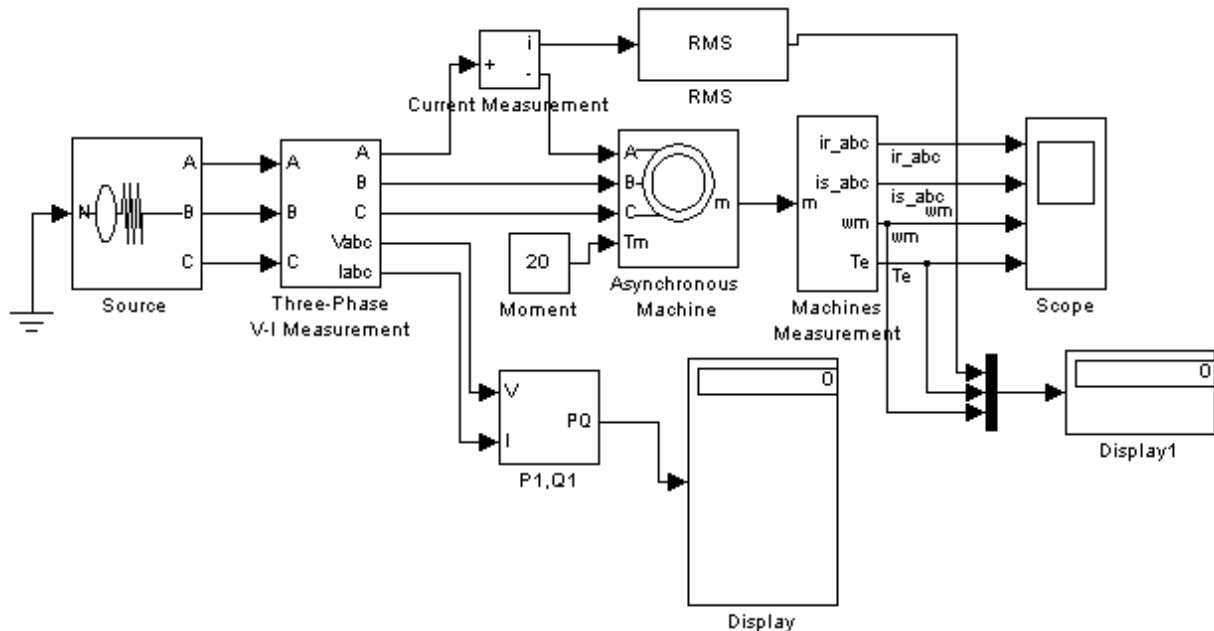 i
+
-
Current Measurement
RMS
RMS
N
A
B
C
Source
A
B
C
A
B
C
Vabc
Iabc
Three-Phase
V-I Measurement
A
B
C
Tm
m
Asynchronous
Machine
20
Moment
m
ir_abc
is_abc
wm
Te
Machines
Measurement
ir_abc
is_abc
wm
wm
Te
Scope
V
I
PQ
P1,Q1
0
Display
0
Display1